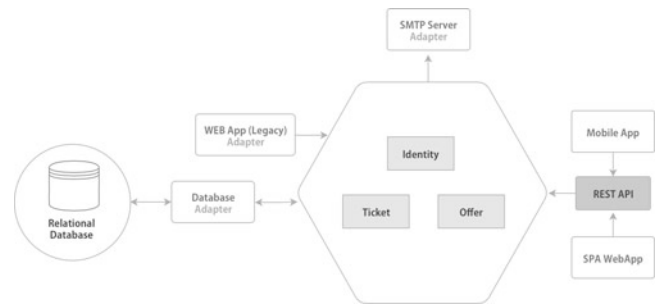 SMTP Server
Adapter
WEB App (Legacy)
Adapter
Mobile App
Identity
REST API
Database
Adapter
Ticket
Offer
Relational
Database
SPA WebApp